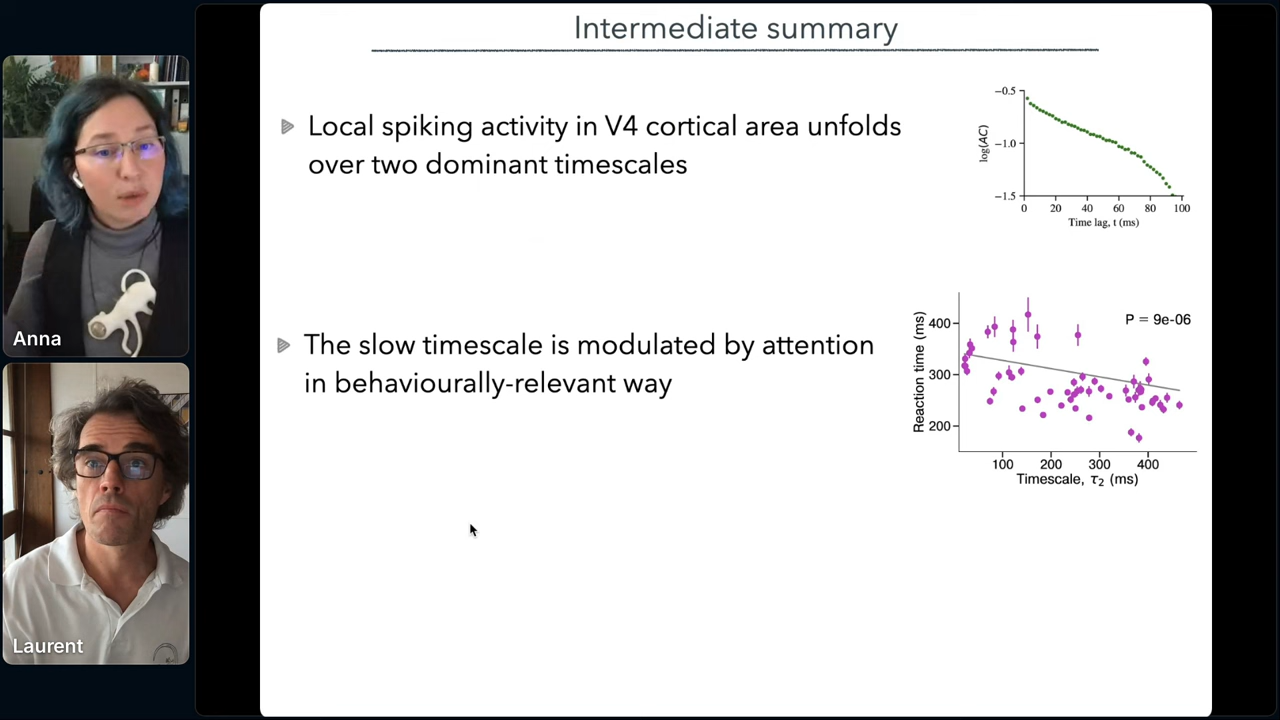 Intermediate summary
Local spiking activity in V4 cortical area unfolds
over two dominant timescales
−0.5
−1.0
−1.5
log(AC)
0 20 40 60 80 100
Time lag, t (ms)
The slow timescale is modulated by attention
in behaviourally-relevant way
P = 9e-06
400
300
200
Reaction time (ms)
100 200 300 400
Timescale, τ2 (ms)
Anna
Laurent